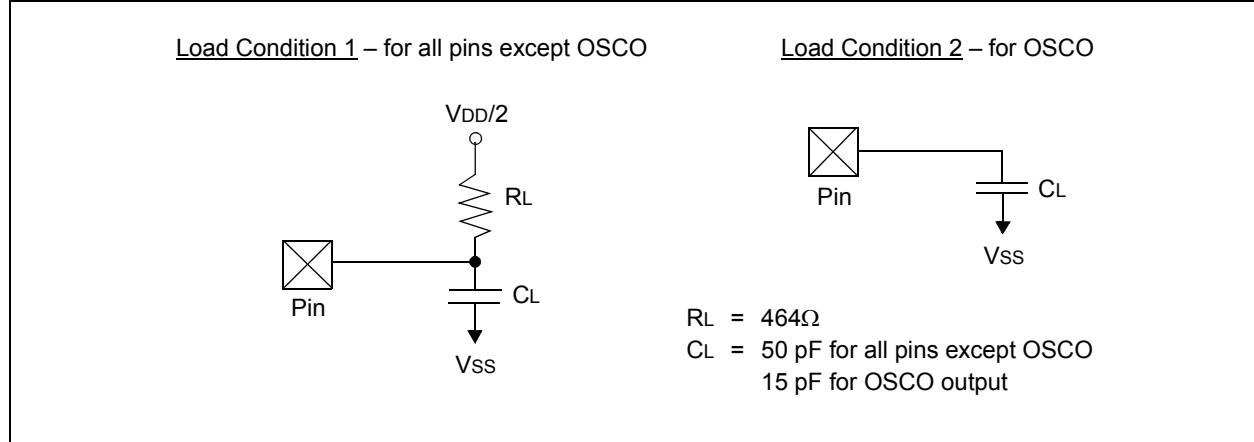 Load Condition 1 – for all pins except OSCO
Load Condition 2 – for OSCO
VDD/2
RL
Pin
CL
VSS
Pin
CL
VSS
RL = 464Ω
CL = 50 pF for all pins except OSCO
15 pF for OSCO output